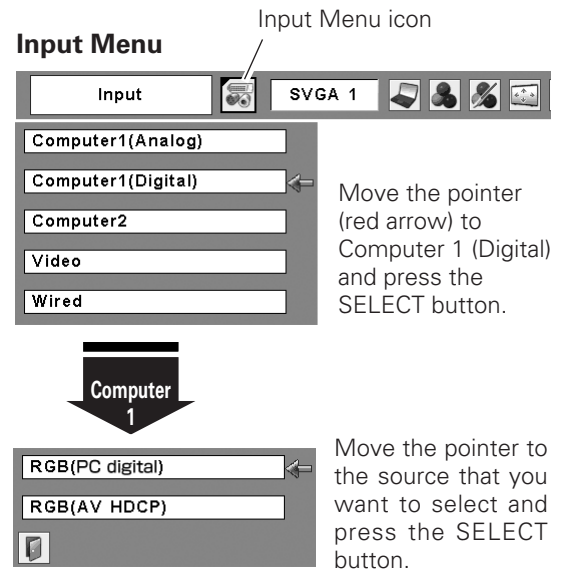 Input Menu icon
Input Menu
Input
SVGA 1
Computer1(Analog)
Computer1(Digital)
Computer2
Video
Wired
Move the pointer
(red arrow) to
Computer 1 (Digital)
and press the
SELECT button.
Computer
1
RGB(PC digital)
RGB(AV HDCP)
Move the pointer to
the source that you
want to select and
press the SELECT
button.